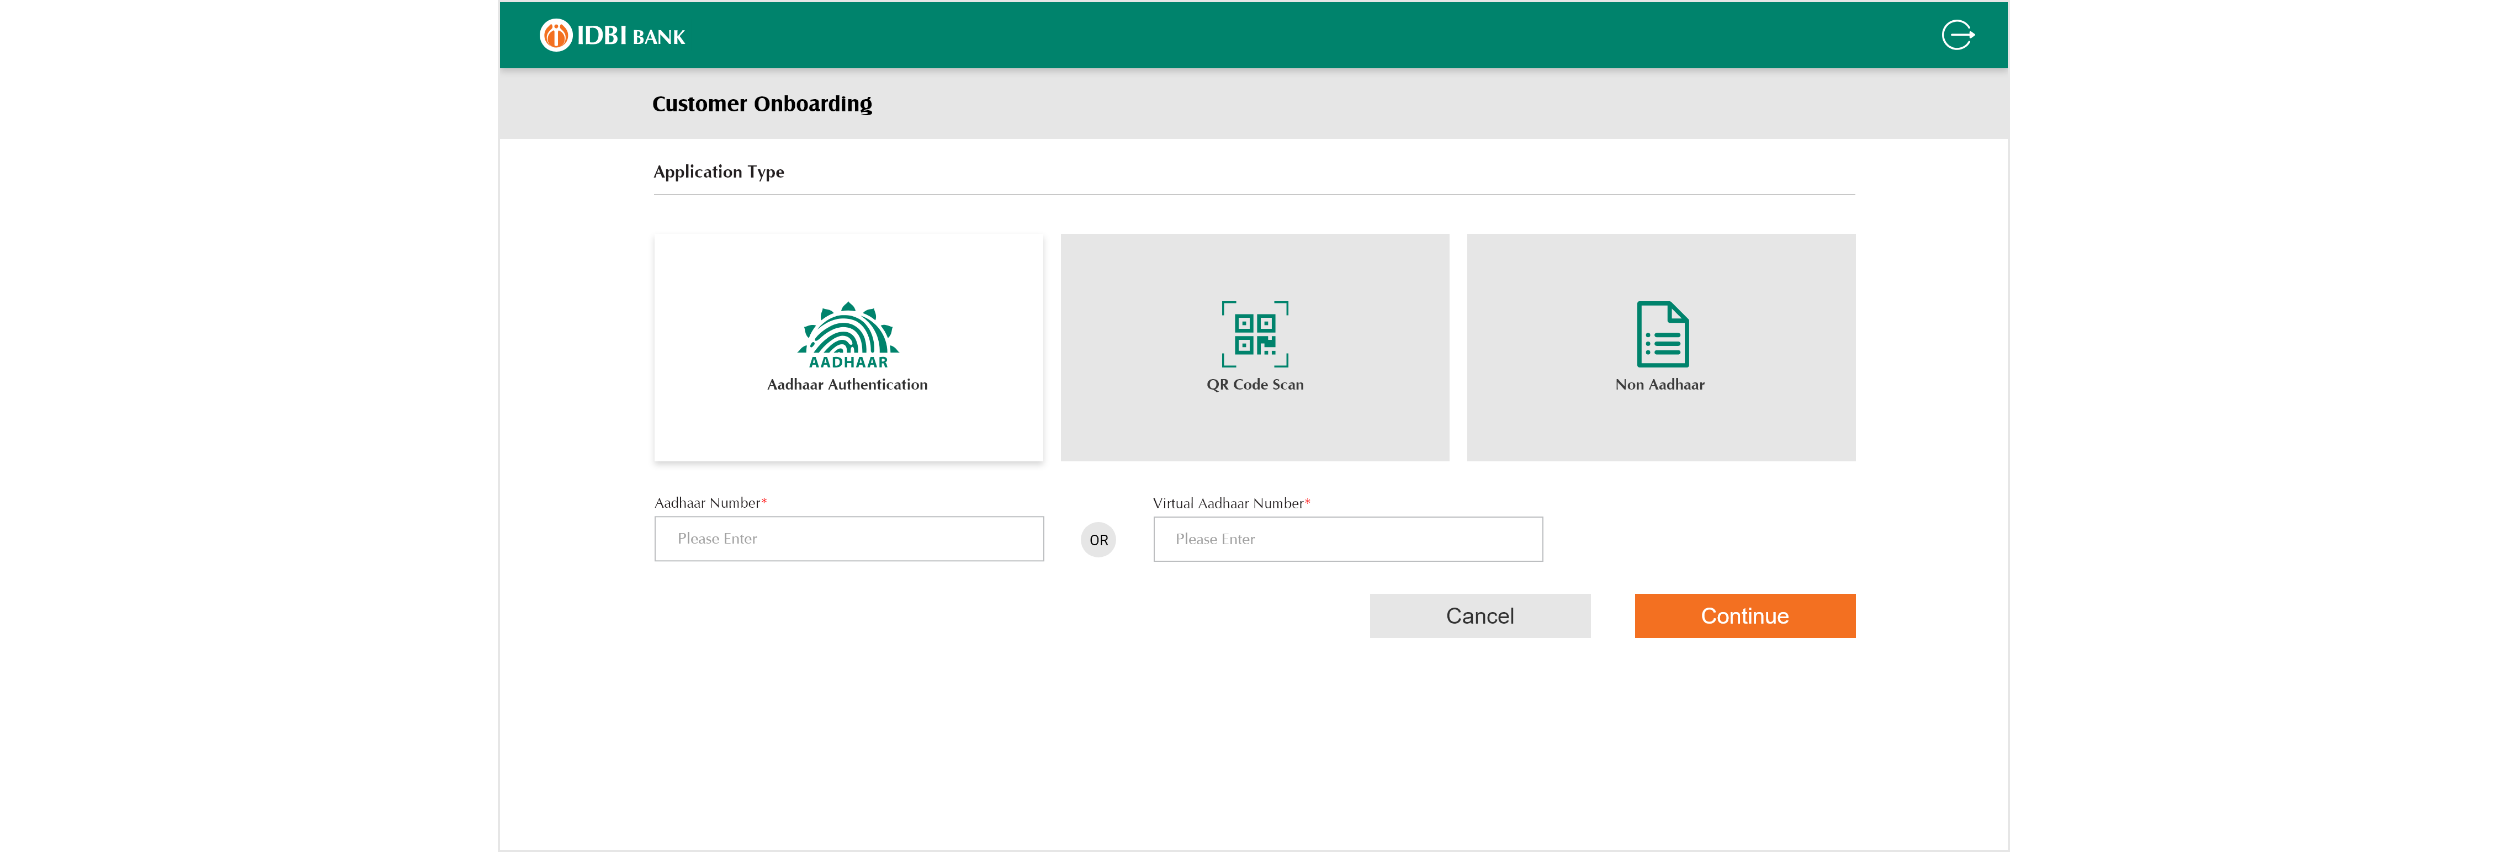 IDBI BANK
Customer Onboarding
Application Type
AADHAAR
Aadhaar Authentication
QR Code Scan
Non Aadhaar
Aadhaar Number*
Please Enter
OR
Virtual Aadhaar Number*
Please Enter
Cancel
Continue